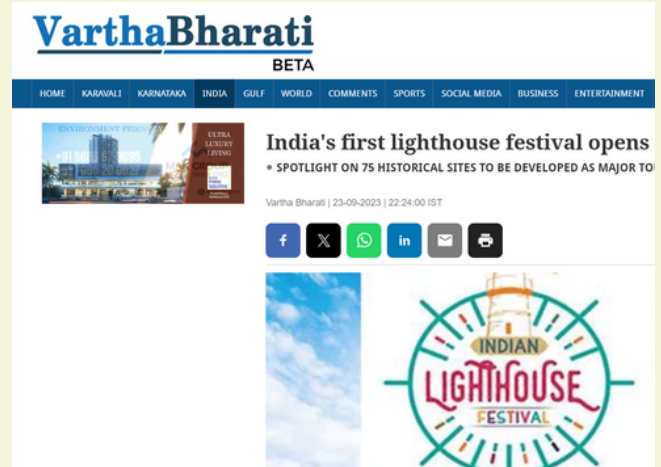 VarthaBharati
BETA
HOME KARAVALI KARNATAKA INDIA GULF WORLD COMMENTS SPORTS SOCIAL MEDIA BUSINESS ENTERTAINMENT
ENVIRONMENT FRIEN
ULTRA
LUXURY
LIVING
India's first lighthouse festival opens
• SPOTLIGHT ON 75 HISTORICAL SITES TO BE DEVELOPED AS MAJOR TO
Vartha Bharati | 23-09-2023 | 22:24:00 IST
f X in
INDIAN
LIGHTHOUSE
FESTIVAL